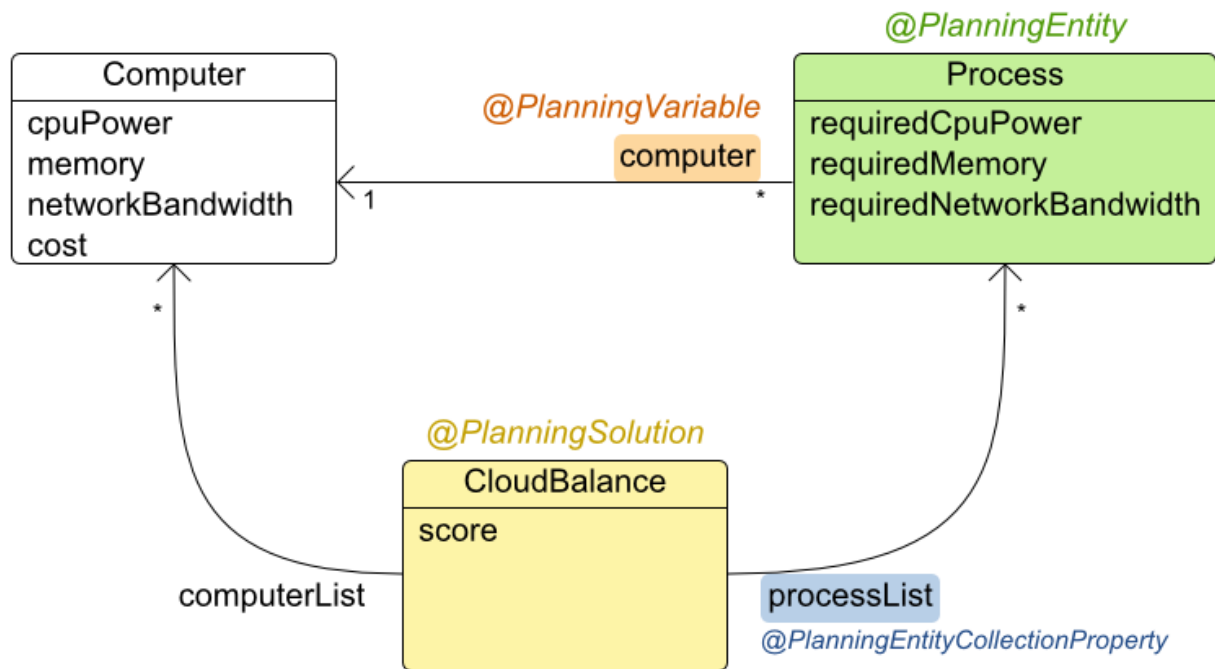 @PlanningEntity
Computer
Process
cpuPower
memory
networkBandwidth
cost
@PlanningVariable
computer
1
*
requiredCpuPower
requiredMemory
requiredNetworkBandwidth
*
*
@PlanningSolution
CloudBalance
score
computerList
processList
@PlanningEntityCollectionProperty